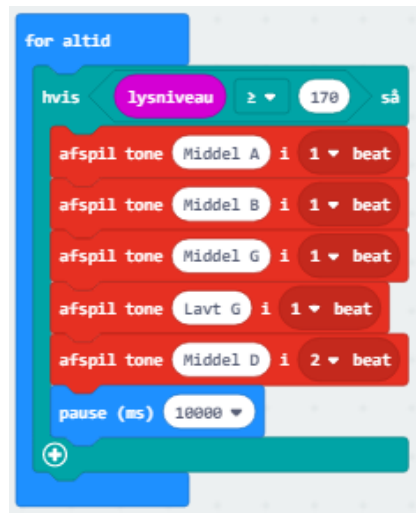 for altid
hvis lysniveau ≥ 170 så
afspil tone Middel A i 1 beat
afspil tone Middel B i 1 beat
afspil tone Middel G i 1 beat
afspil tone Lavt G i 1 beat
afspil tone Middel D i 2 beat
pause (ms) 10000